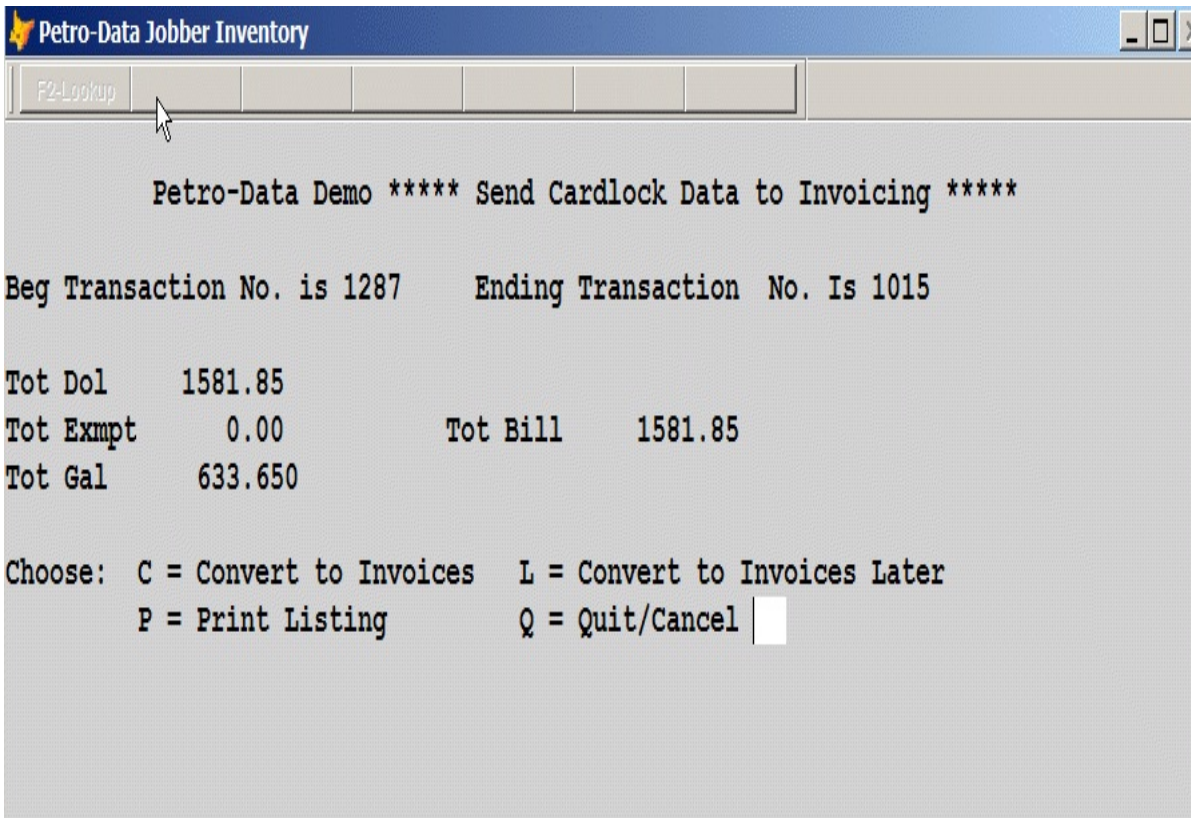 Petro-Data Jobber Inventory
F2-Lookup
Petro-Data Demo ***** Send Cardlock Data to Invoicing *****
Beg Transaction No. is 1287 Ending Transaction No. Is 1015
Tot Dol 1581.85
Tot Exmpt 0.00 Tot Bill 1581.85
Tot Gal 633.650
Choose: C = Convert to Invoices L = Convert to Invoices Later
P = Print Listing Q = Quit/Cancel